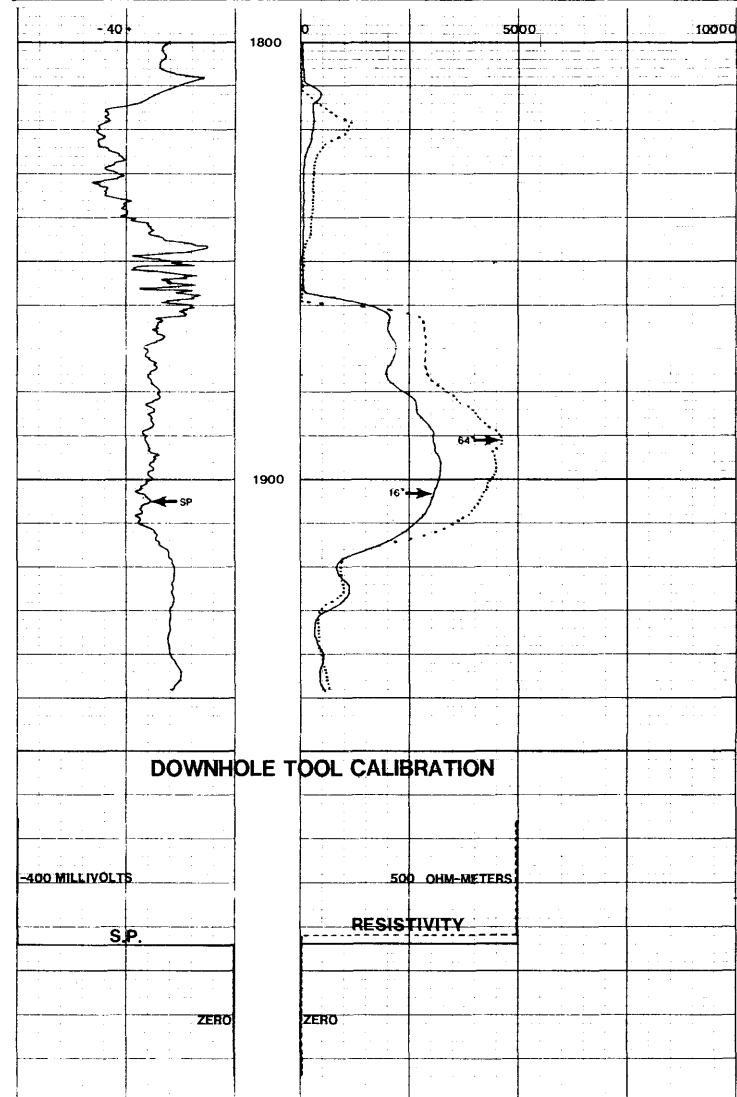 - 40 + 1800 0 5000 10000
64"
1900
16"
SP
DOWNHOLE TOOL CALIBRATION
-400 MILLIVOLTS 500 OHM-METERS
S.P. RESISTIVITY
ZERO ZERO